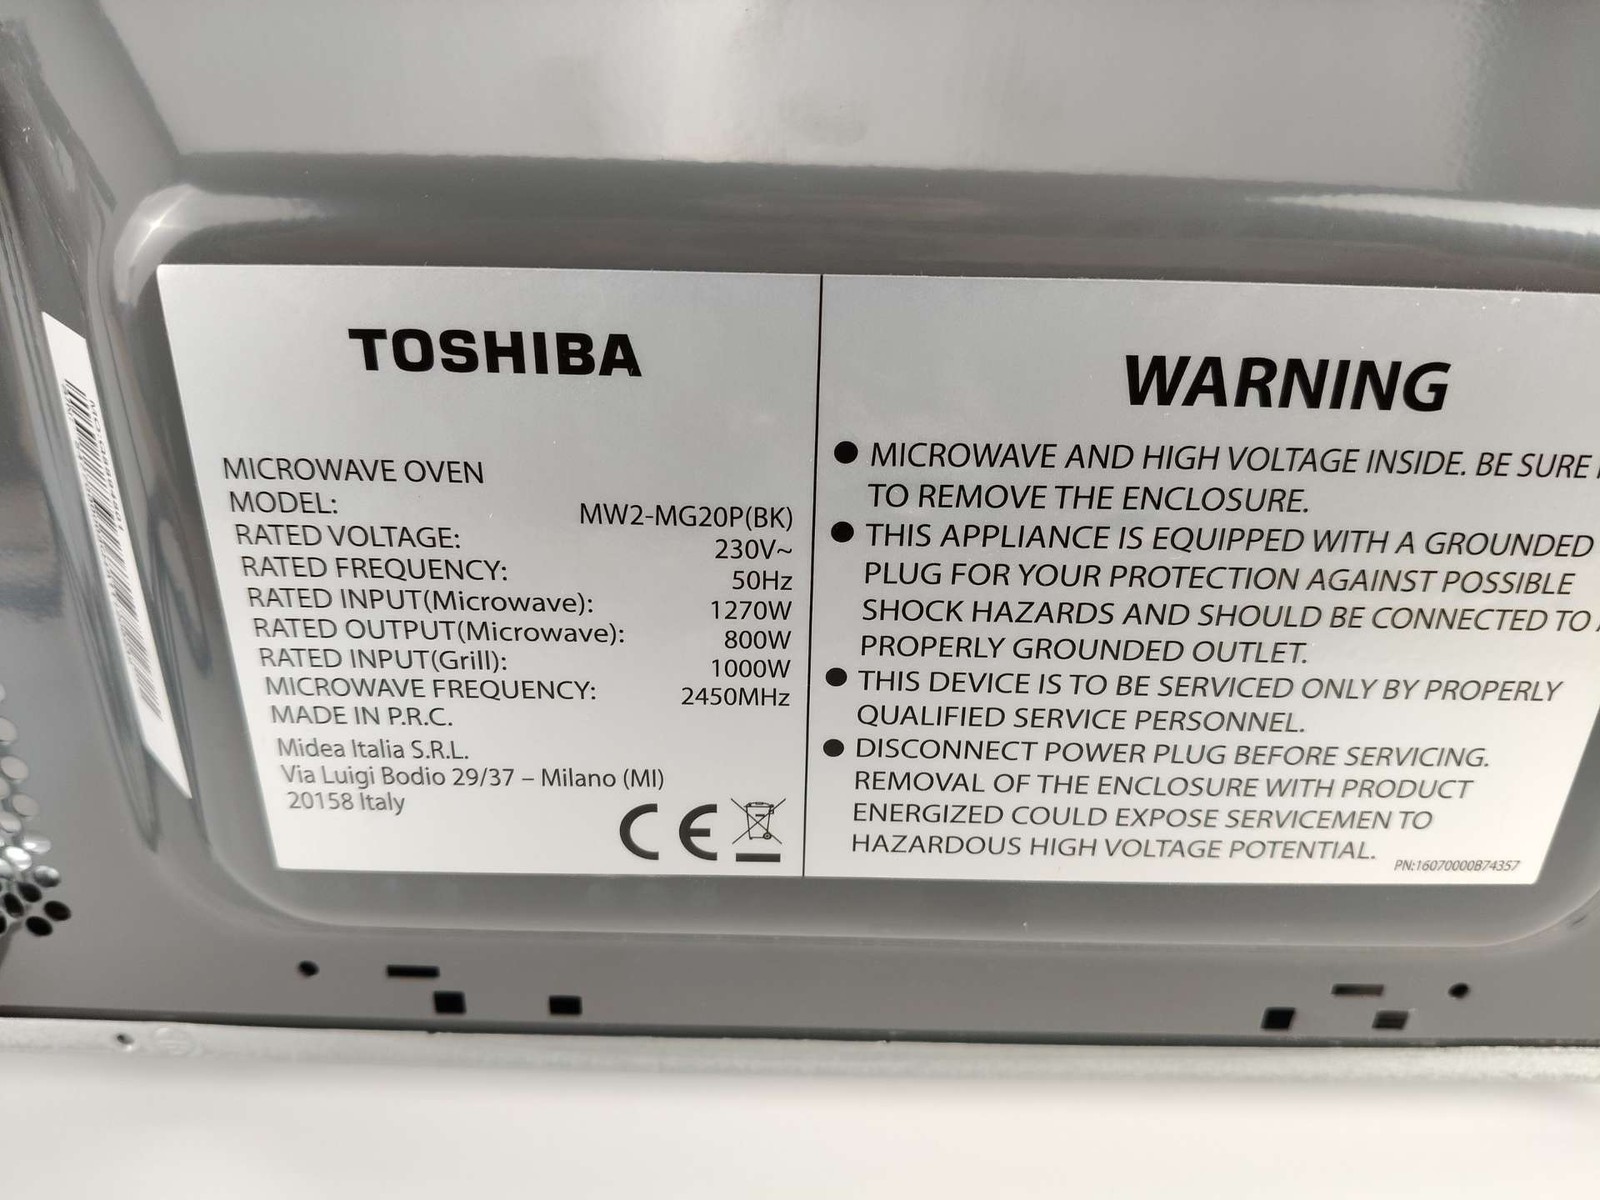 TOSHIBA
MICROWAVE OVEN
MODEL: MW2-MG20P(BK)
RATED VOLTAGE: 230V~
RATED FREQUENCY: 50Hz
RATED INPUT(Microwave): 1270W
RATED OUTPUT(Microwave): 800W
RATED INPUT(Grill): 1000W
MICROWAVE FREQUENCY: 2450MHz
MADE IN P.R.C.
Midea Italia S.R.L.
Via Luigi Bodio 29/37 – Milano (MI)
20158 Italy
CE
WARNING
● MICROWAVE AND HIGH VOLTAGE INSIDE. BE SURE
TO REMOVE THE ENCLOSURE.
● THIS APPLIANCE IS EQUIPPED WITH A GROUNDED
PLUG FOR YOUR PROTECTION AGAINST POSSIBLE
SHOCK HAZARDS AND SHOULD BE CONNECTED TO
PROPERLY GROUNDED OUTLET.
● THIS DEVICE IS TO BE SERVICED ONLY BY PROPERLY
QUALIFIED SERVICE PERSONNEL.
● DISCONNECT POWER PLUG BEFORE SERVICING.
REMOVAL OF THE ENCLOSURE WITH PRODUCT
ENERGIZED COULD EXPOSE SERVICEMEN TO
HAZARDOUS HIGH VOLTAGE POTENTIAL.
PN:16070000B74357